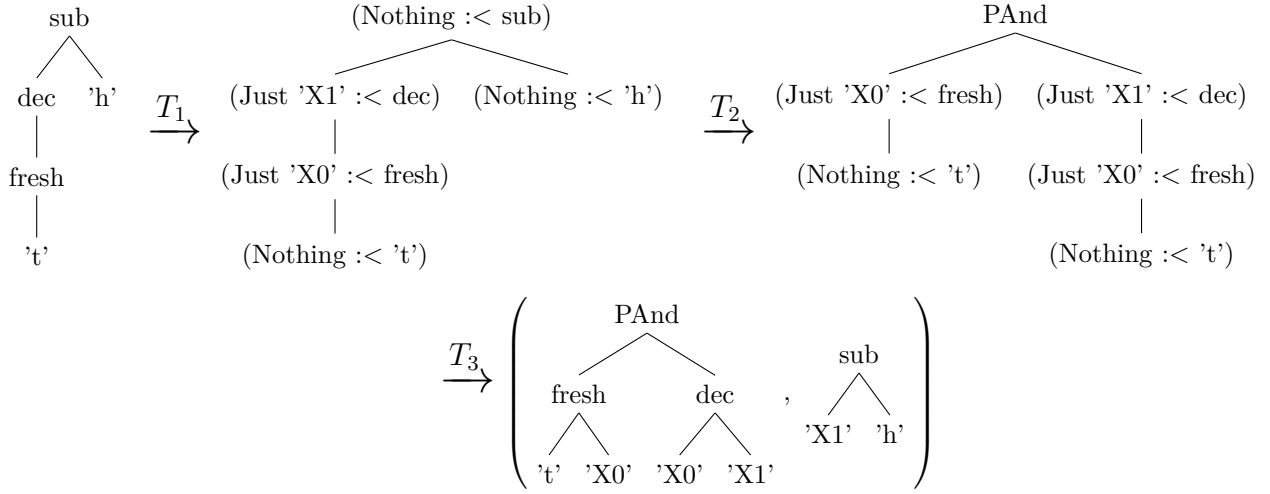 sub (Nothing :< sub) PAnd
dec 'h' T1 (Just 'X1' :< dec) (Nothing :< 'h') T2 (Just 'X0' :< fresh) (Just 'X1' :< dec)
fresh (Just 'X0' :< fresh) (Nothing :< 't') (Just 'X0' :< fresh)
't' (Nothing :< 't') (Nothing :< 't')
PAnd
T3 sub
fresh dec ,
'X1' 'h'
't' 'X0' 'X0' 'X1'